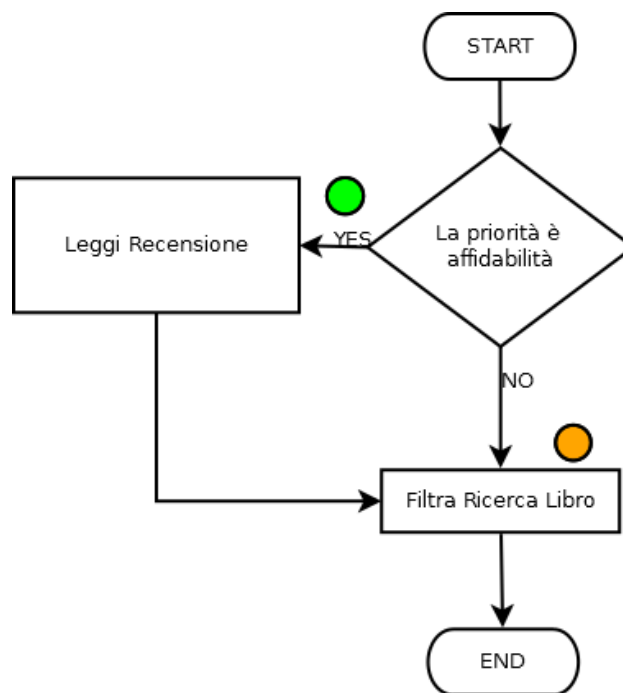 START
La priorità è
affidabilità
YES
Leggi Recensione
NO
Filtra Ricerca Libro
END